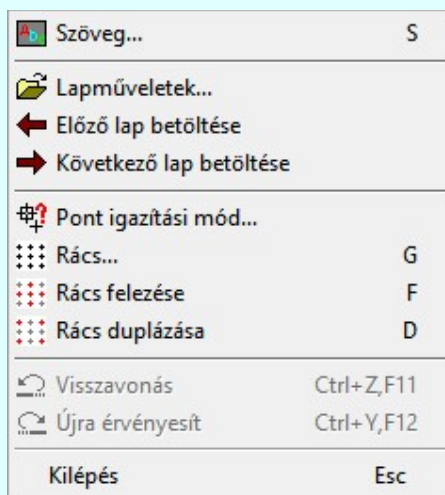 Szöveg... S
Lapműveletek...
Előző lap betöltése
Következő lap betöltése
Pont igazítási mód...
Rács... G
Rács felezése F
Rács duplázása D
Visszavonás Ctrl+Z,F11
Újra érvényesít Ctrl+Y,F12
Kilépés Esc